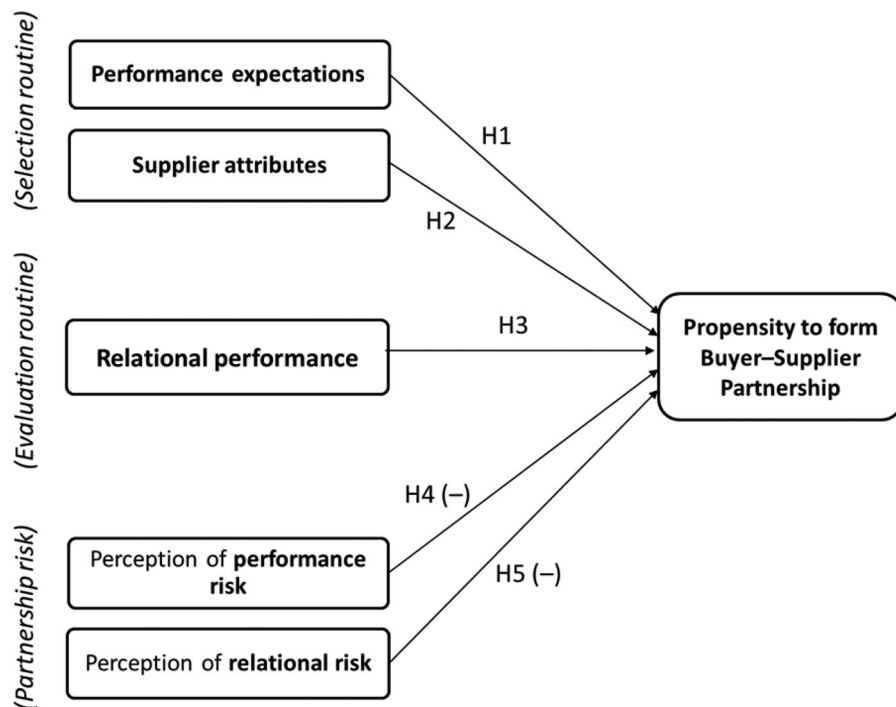 (Selection routine)
Performance expectations
Supplier attributes
H1
H2
(Evaluation routine)
Relational performance
H3
Propensity to form
Buyer–Supplier
Partnership
(Partnership risk)
Perception of performance
risk
Perception of relational risk
H4 (–)
H5 (–)